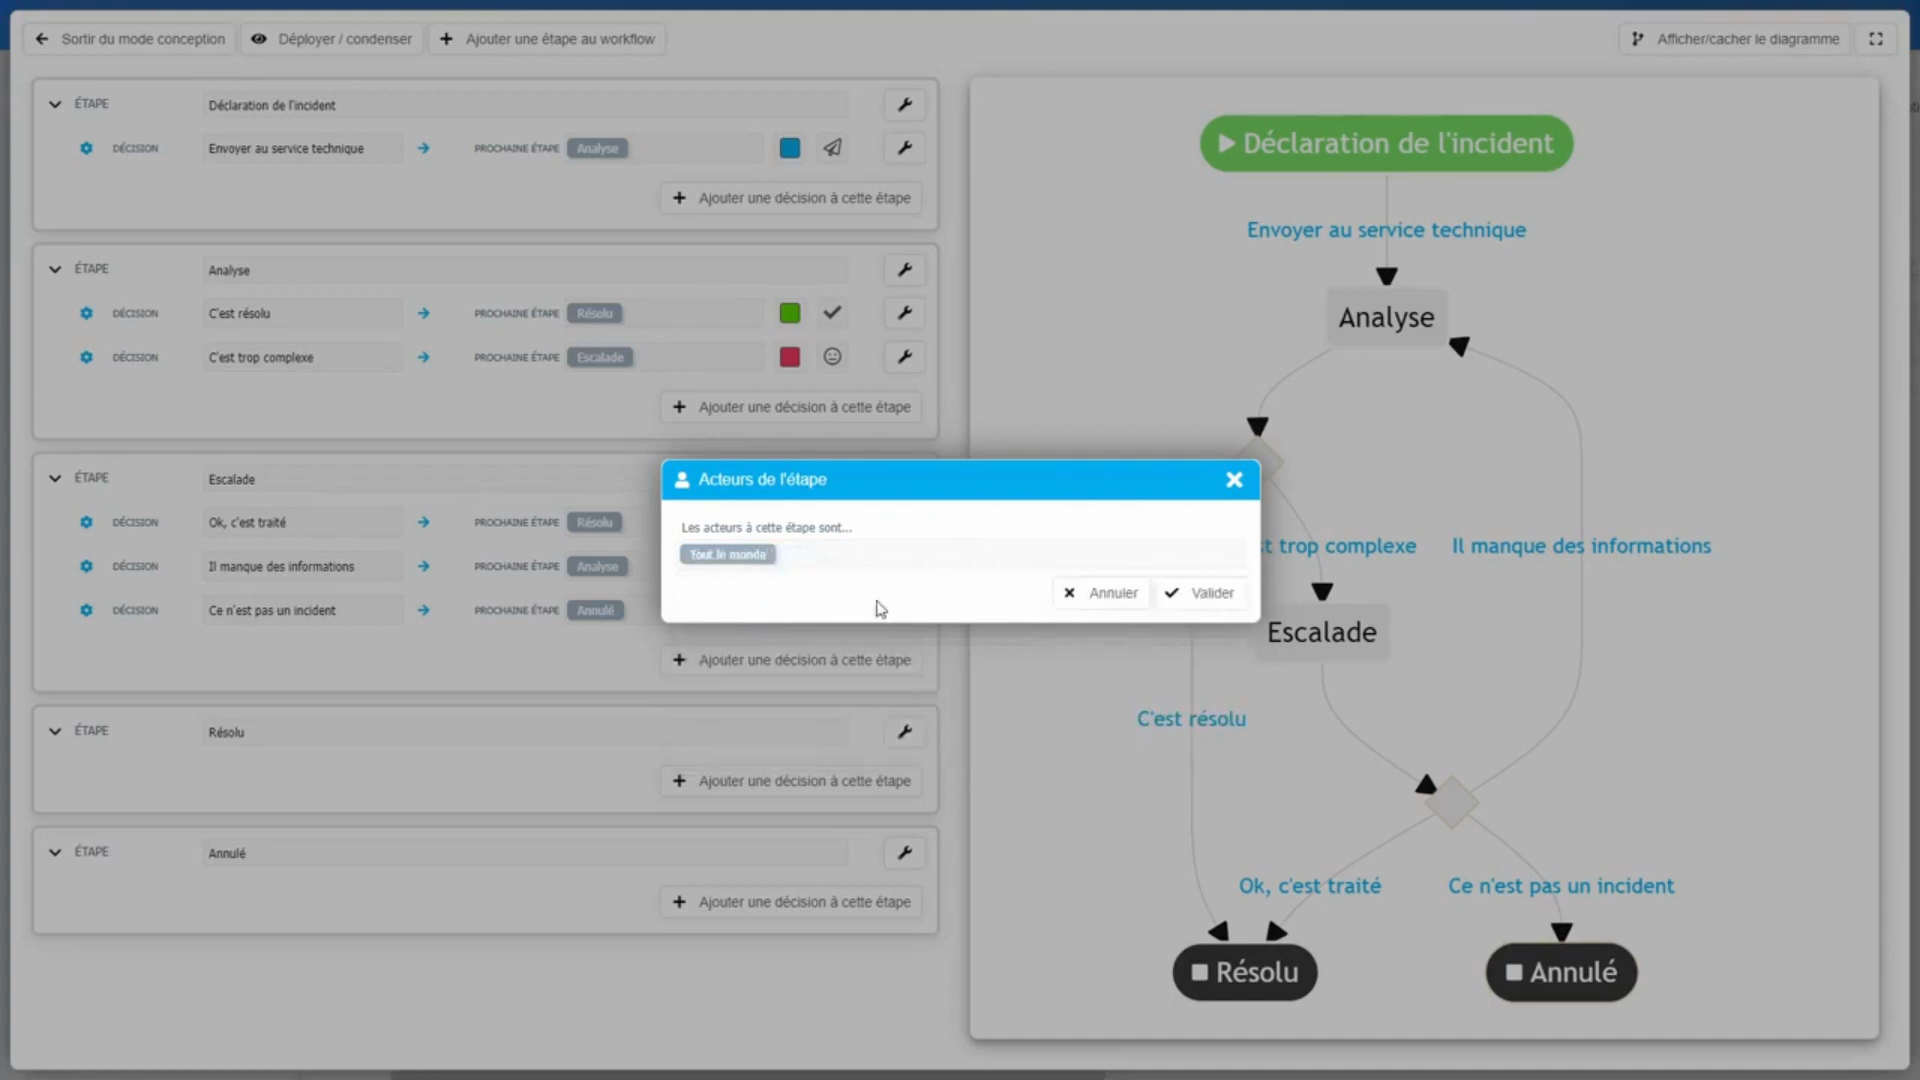 Sortir du mode conception
Déployer / condenser
Ajouter une étape au workflow
Afficher/cacher le diagramme
ÉTAPE Déclaration de l'incident
DÉCISION Envoyer au service technique PROCHAINE ÉTAPE Analyse
Ajouter une décision à cette étape
ÉTAPE Analyse
DÉCISION C'est résolu PROCHAINE ÉTAPE Résolu
DÉCISION C'est trop complexe PROCHAINE ÉTAPE Escalade
Ajouter une décision à cette étape
ÉTAPE Escalade
DÉCISION Ok, c'est traité PROCHAINE ÉTAPE Résolu
DÉCISION Il manque des informations PROCHAINE ÉTAPE Analyse
DÉCISION Ce n'est pas un incident PROCHAINE ÉTAPE Annulé
Ajouter une décision à cette étape
ÉTAPE Résolu
Ajouter une décision à cette étape
ÉTAPE Annulé
Ajouter une décision à cette étape
Acteurs de l'étape
Les acteurs à cette étape sont...
Tout le monde
Annuler
Valider
Déclaration de l'incident
Envoyer au service technique
Analyse
trop complexe
Il manque des informations
Escalade
C'est résolu
Ok, c'est traité
Ce n'est pas un incident
Résolu
Annulé